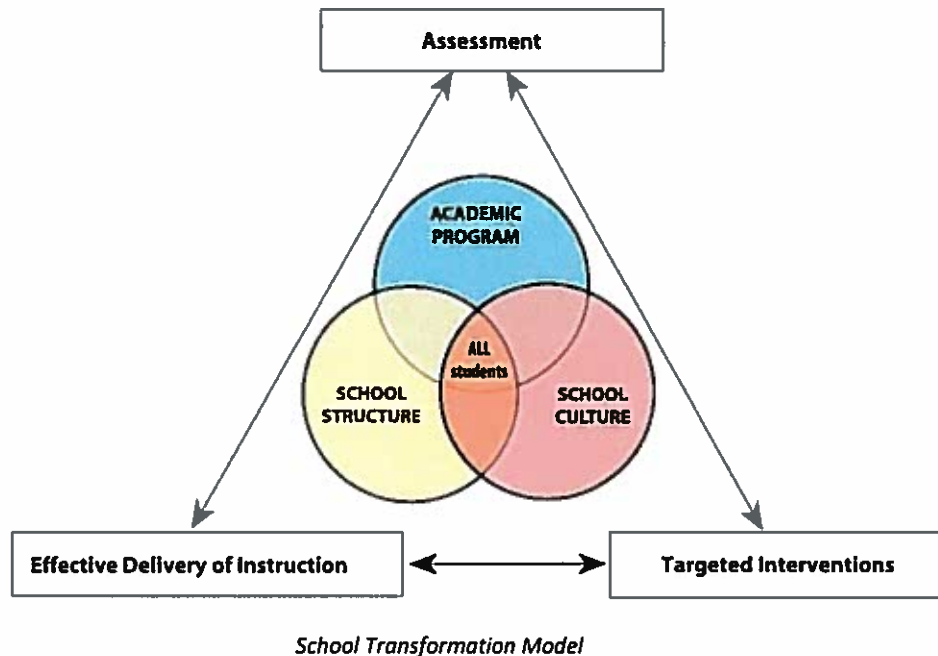 Assessment
ACADEMIC
PROGRAM
ALL
students
SCHOOL
STRUCTURE
SCHOOL
CULTURE
Effective Delivery of Instruction
Targeted Interventions
School Transformation Model